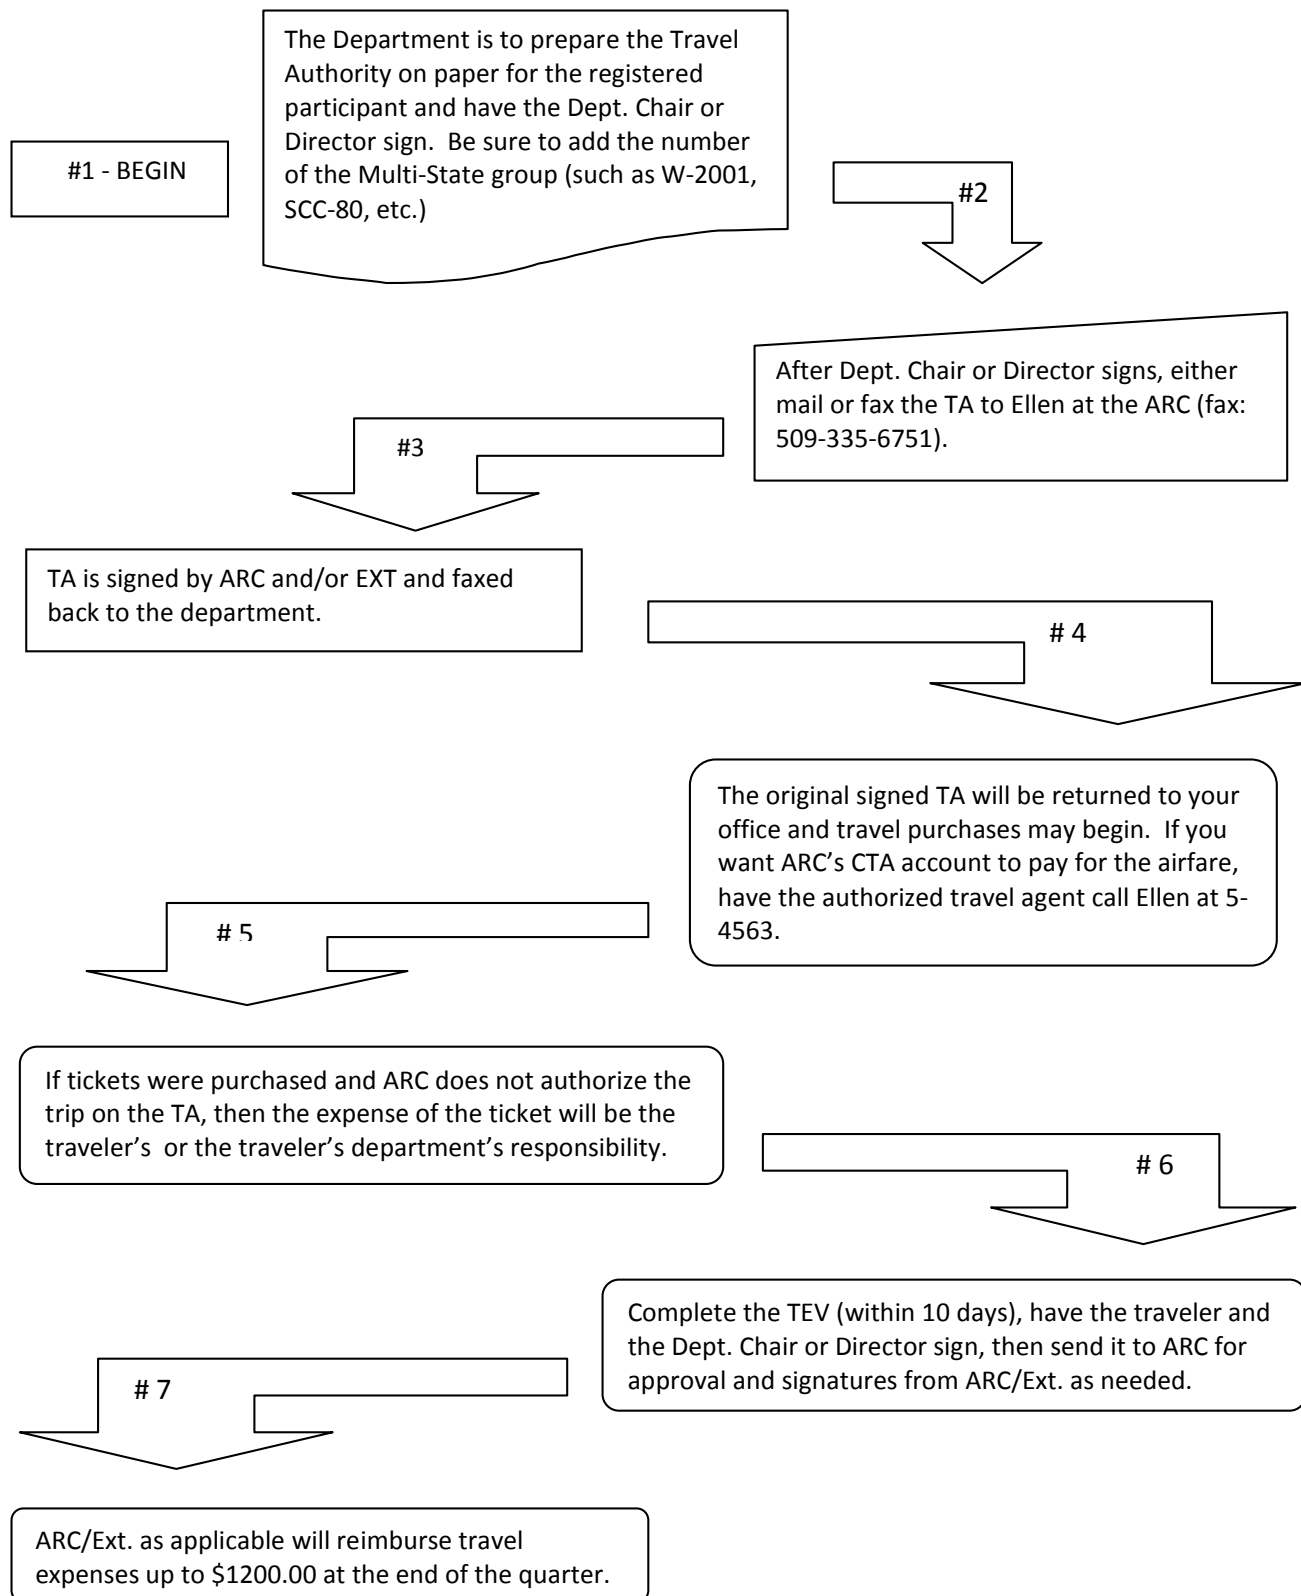 #1 - BEGIN
The Department is to prepare the Travel
Authority on paper for the registered
participant and have the Dept. Chair or
Director sign.  Be sure to add the number
of the Multi-State group (such as W-2001,
SCC-80, etc.)
#2
After Dept. Chair or Director signs, either
mail or fax the TA to Ellen at the ARC (fax:
509-335-6751).
#3
TA is signed by ARC and/or EXT and faxed
back to the department.
# 4
The original signed TA will be returned to your
office and travel purchases may begin.  If you
want ARC’s CTA account to pay for the airfare,
have the authorized travel agent call Ellen at 5-
4563.
# 5
If tickets were purchased and ARC does not authorize the
trip on the TA, then the expense of the ticket will be the
traveler’s  or the traveler’s department’s responsibility.
# 6
Complete the TEV (within 10 days), have the traveler and
the Dept. Chair or Director sign, then send it to ARC for
approval and signatures from ARC/Ext. as needed.
# 7
ARC/Ext. as applicable will reimburse travel
expenses up to $1200.00 at the end of the quarter.